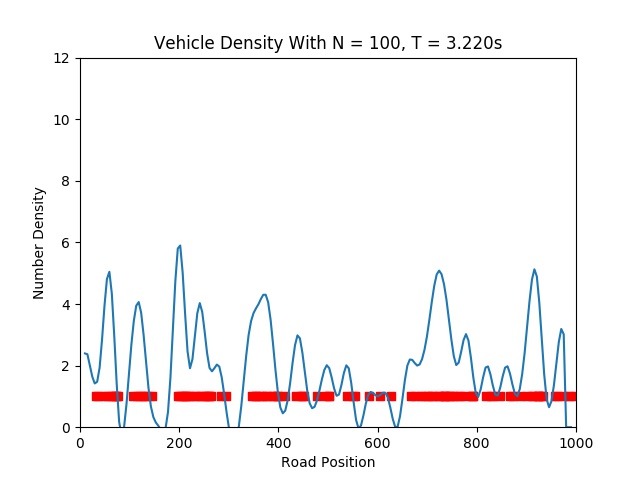 Vehicle Density With N = 100, T = 3.220s
12
10
8
6
4
2
0
Number Density
0 200 400 600 800 1000
Road Position